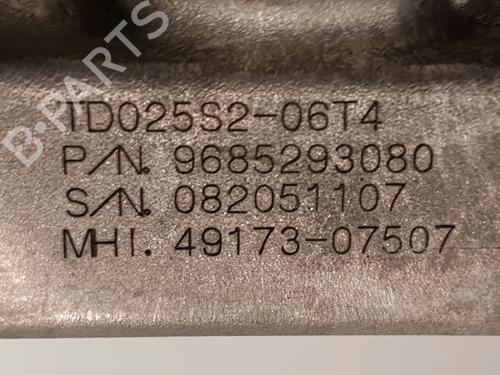 TD025S2-06T4
P/N. 9685293080
S/N. 082051107
MHI. 49173-07507
B-PARTS